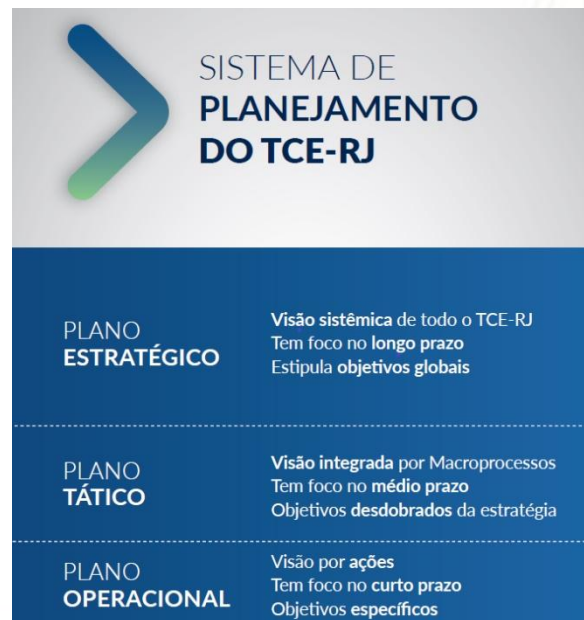 SISTEMA DE
PLANEJAMENTO
DO TCE-RJ
PLANO
ESTRATÉGICO
Visão sistêmica de todo o TCE-RJ
Tem foco no longo prazo
Estipula objetivos globais
PLANO
TÁTICO
Visão integrada por Macroprocessos
Tem foco no médio prazo
Objetivos desdobrados da estratégia
PLANO
OPERACIONAL
Visão por ações
Tem foco no curto prazo
Objetivos específicos